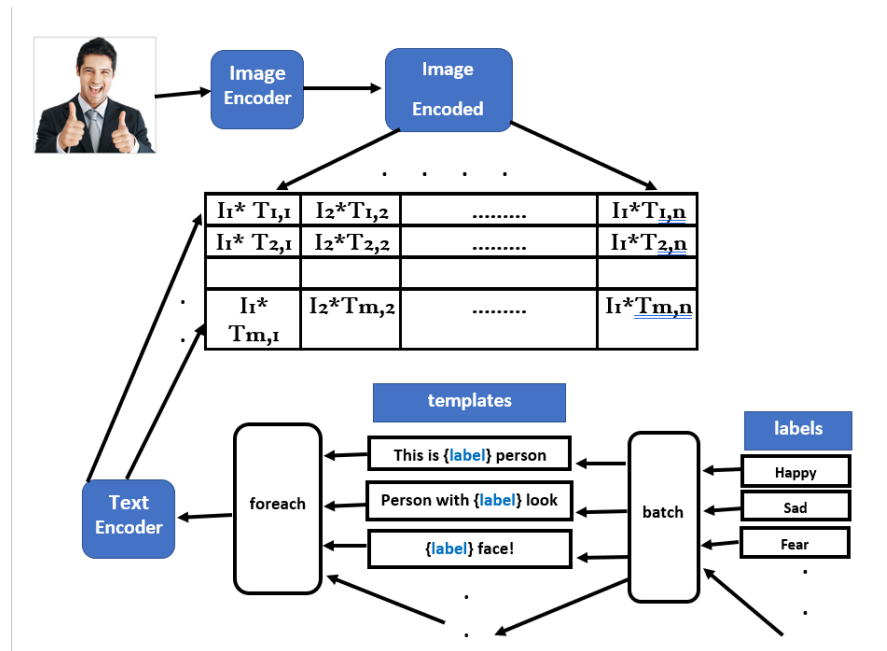 Image
Encoder
Image
Encoded
. . . .
I1* T1,1 I2*T1,2 ......... I1*T1,n
I1* T2,1 I2*T2,2 ......... I1*T2,n
I1*
Tm,1 I2*Tm,2 ......... I1*Tm,n
templates
labels
This is {label} person
Happy
Person with {label} look
Sad
{label} face!
Fear
foreach
batch
Text
Encoder